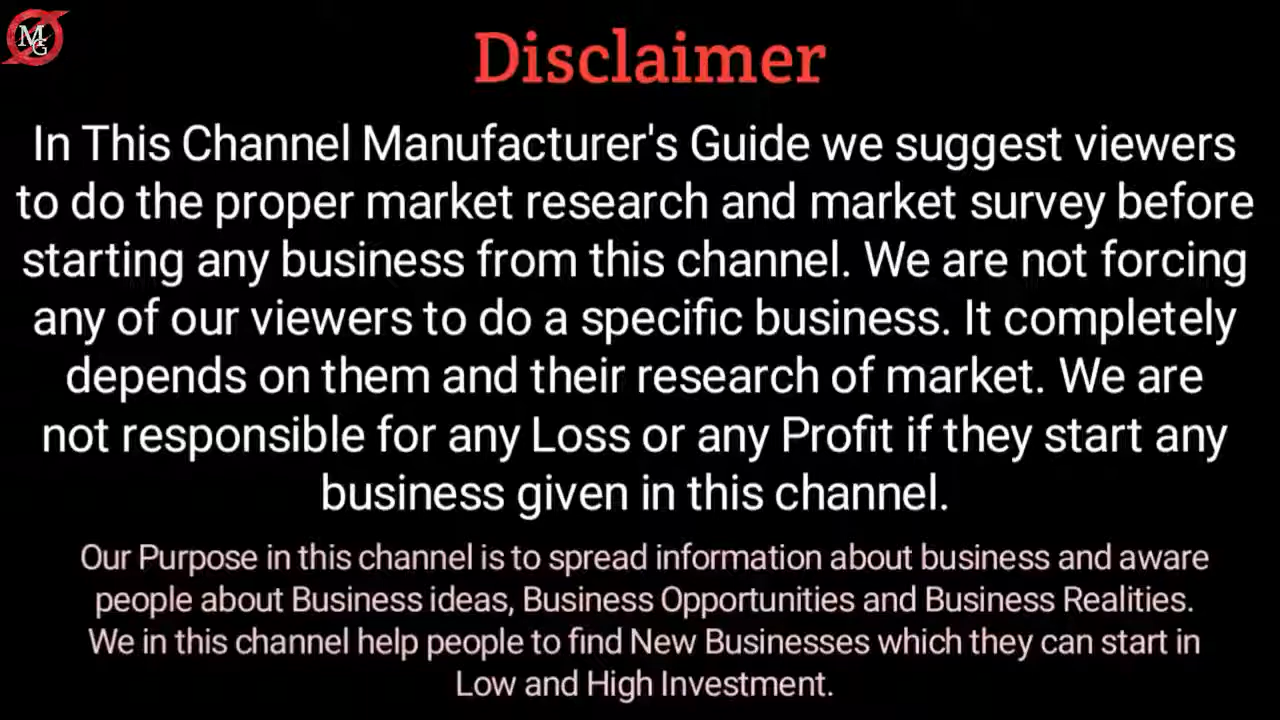 MG
Disclaimer
In This Channel Manufacturer's Guide we suggest viewers
to do the proper market research and market survey before
starting any business from this channel. We are not forcing
any of our viewers to do a specific business. It completely
depends on them and their research of market. We are
not responsible for any Loss or any Profit if they start any
business given in this channel.
Our Purpose in this channel is to spread information about business and aware
people about Business ideas, Business Opportunities and Business Realities.
We in this channel help people to find New Businesses which they can start in
Low and High Investment.